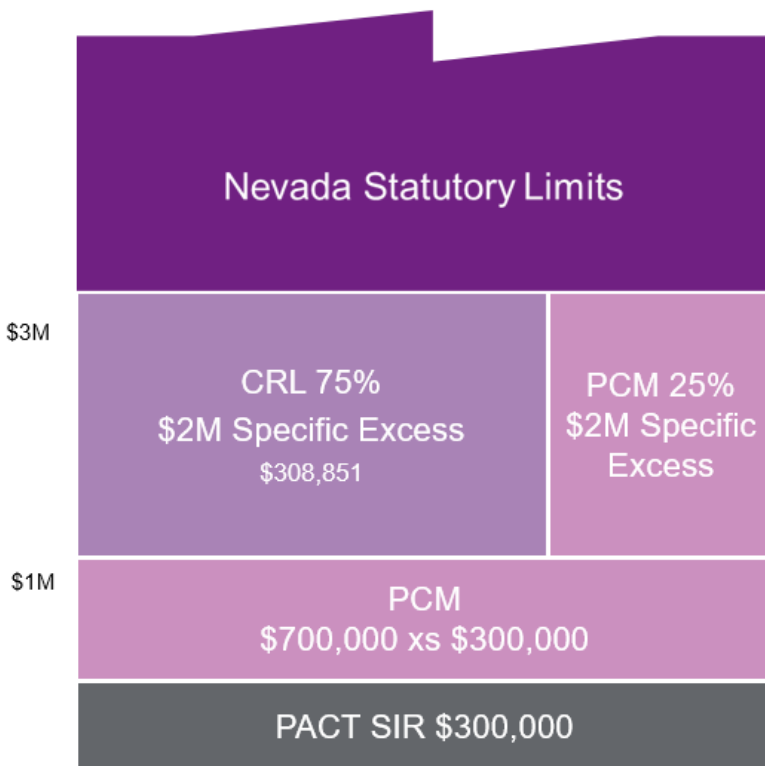 Nevada Statutory Limits
$3M
CRL 75%
$2M Specific Excess
$308,851
PCM 25%
$2M Specific
Excess
$1M
PCM
$700,000 xs $300,000
PACT SIR $300,000